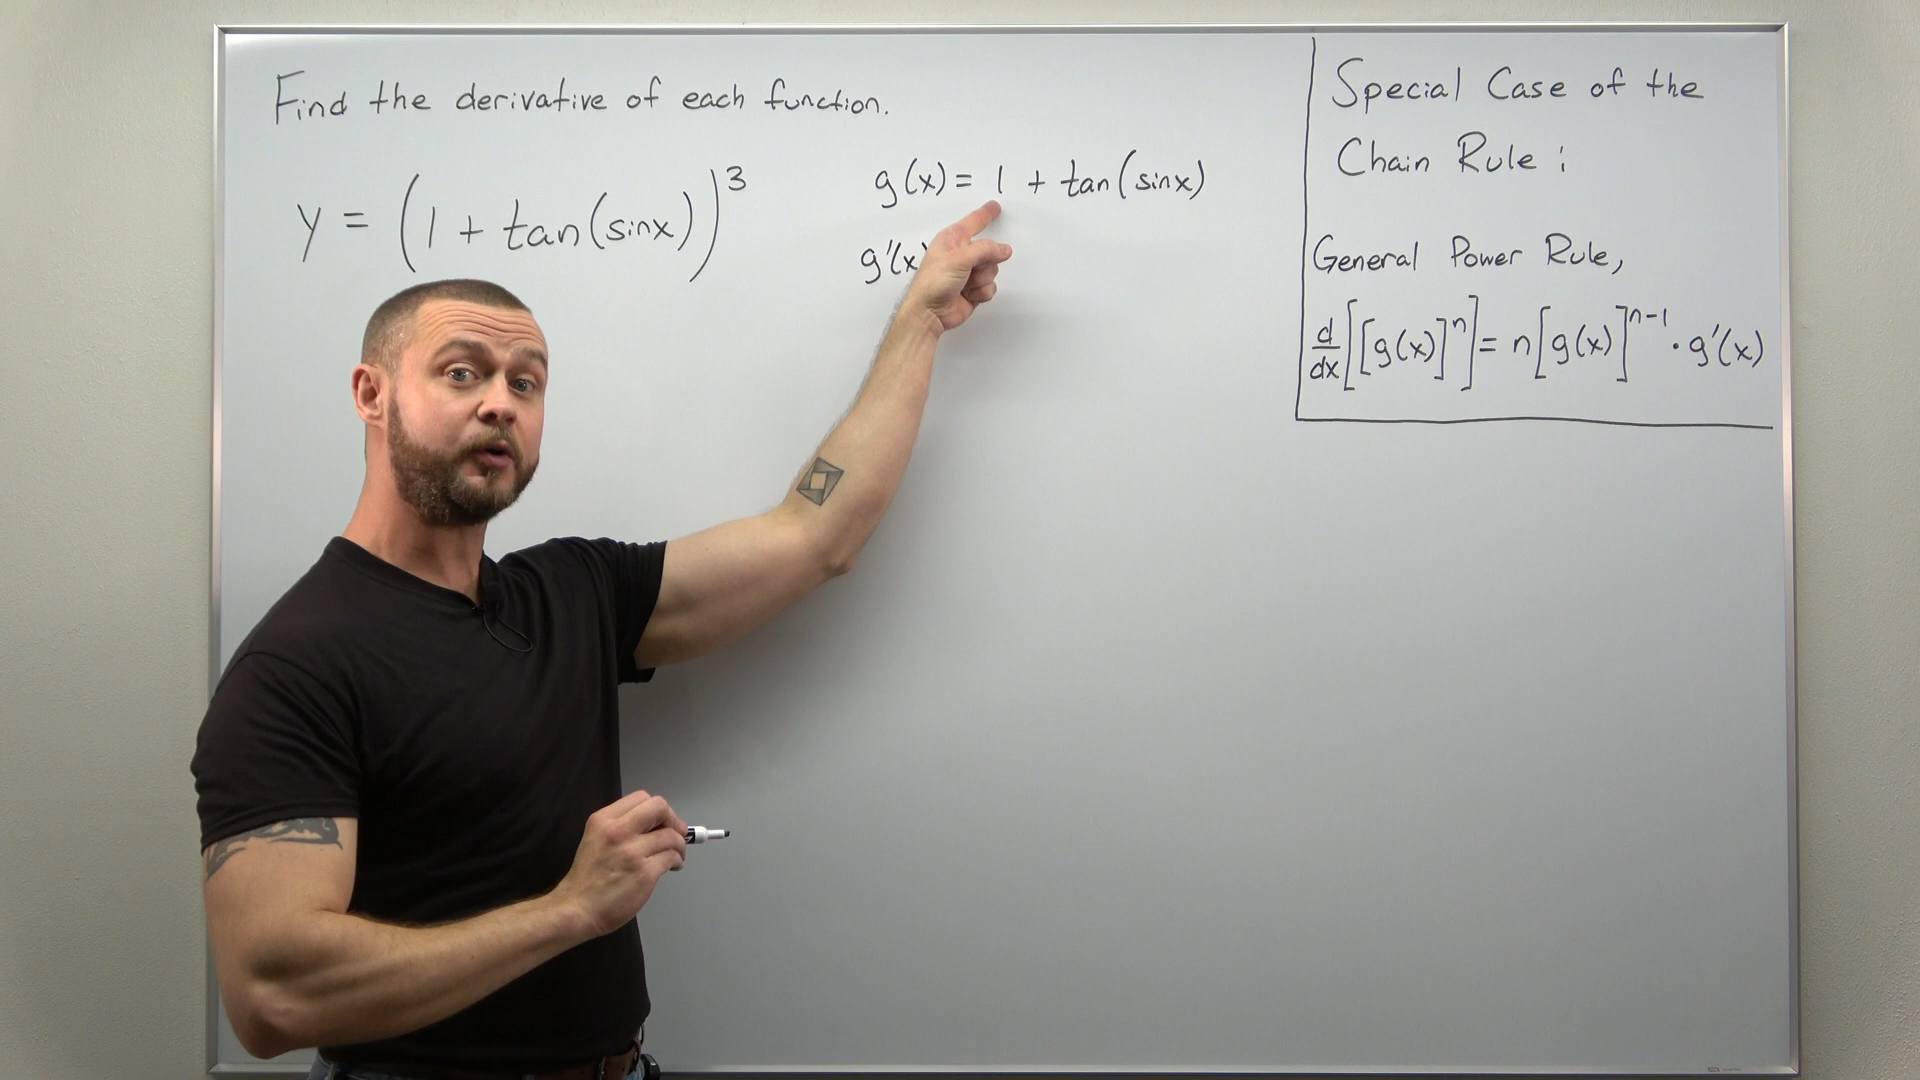 Find the derivative of each function.
y = (1 + tan(sinx))³
g(x) = 1 + tan(sinx)
g'(x)
Special Case of the
Chain Rule:
General Power Rule,
d/dx[[g(x)]ⁿ] = n[g(x)]ⁿ⁻¹ · g'(x)